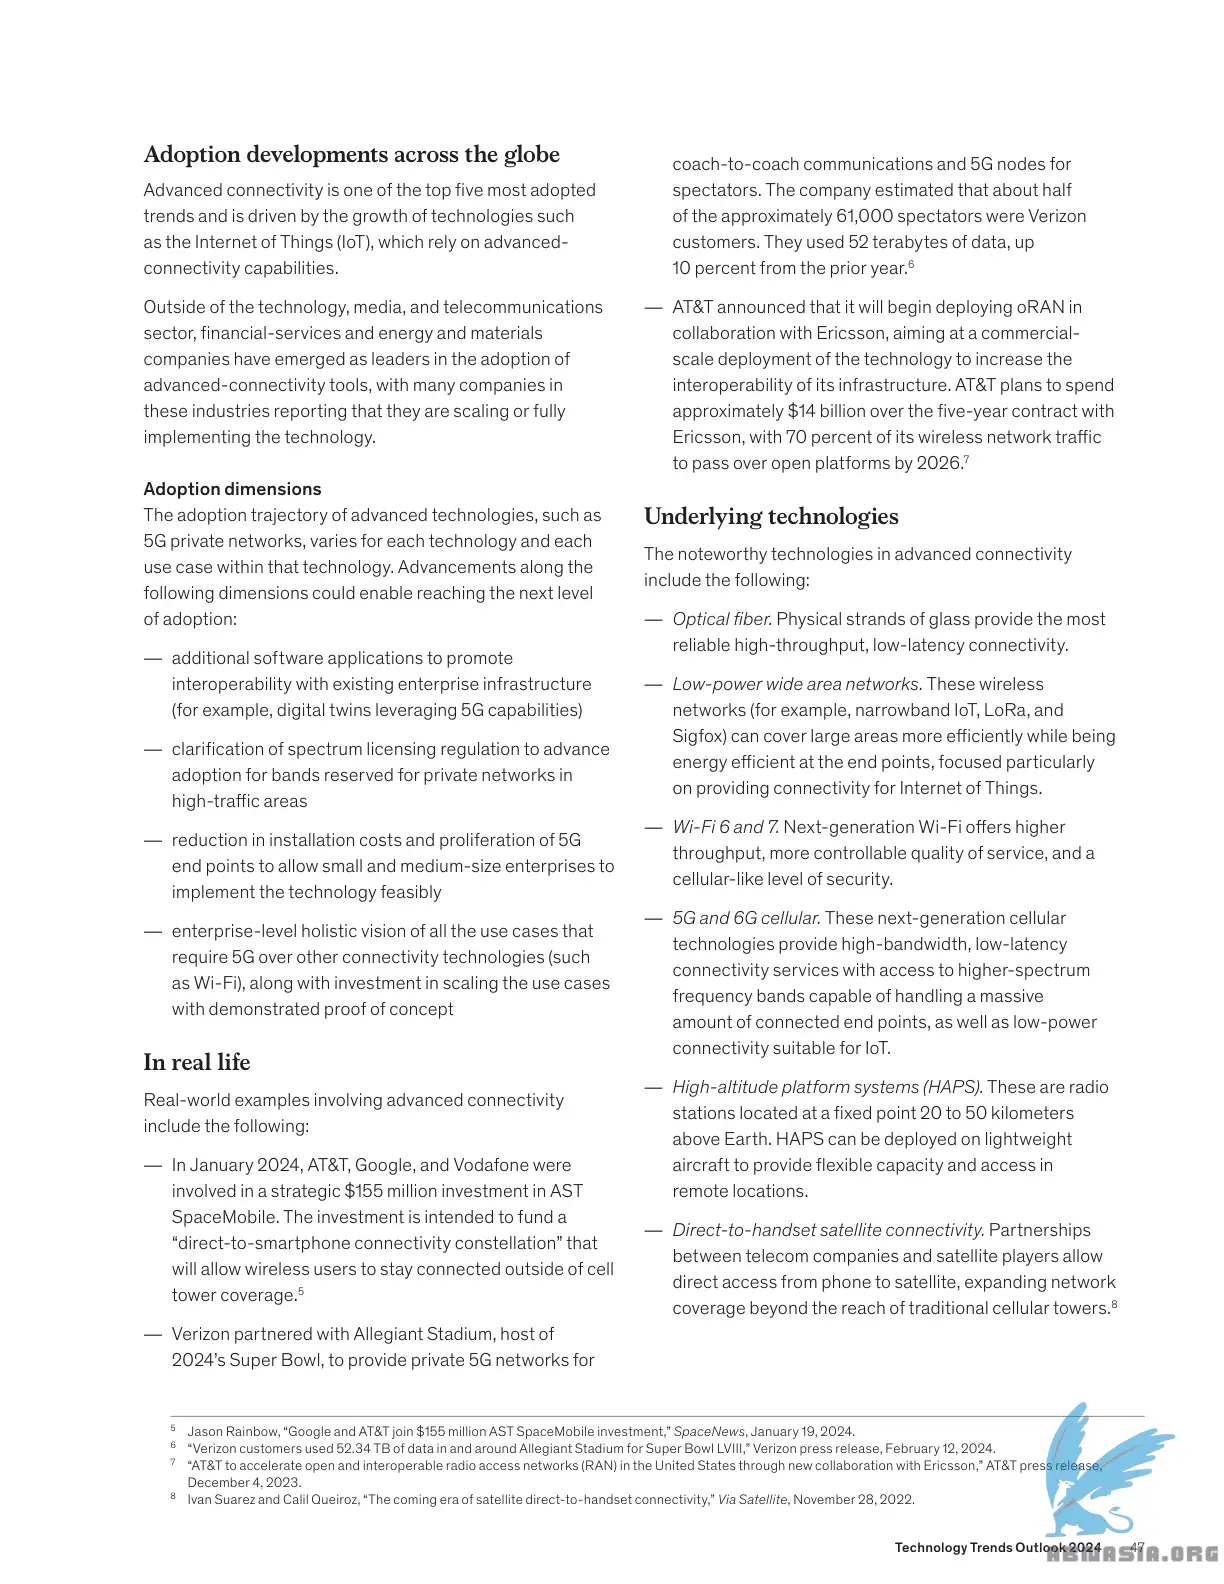 Adoption developments across the globe
Advanced connectivity is one of the top five most adopted
trends and is driven by the growth of technologies such
as the Internet of Things (IoT), which rely on advanced-
connectivity capabilities.
Outside of the technology, media, and telecommunications
sector, financial-services and energy and materials
companies have emerged as leaders in the adoption of
advanced-connectivity tools, with many companies in
these industries reporting that they are scaling or fully
implementing the technology.
Adoption dimensions
The adoption trajectory of advanced technologies, such as
5G private networks, varies for each technology and each
use case within that technology. Advancements along the
following dimensions could enable reaching the next level
of adoption:
— additional software applications to promote
interoperability with existing enterprise infrastructure
(for example, digital twins leveraging 5G capabilities)
— clarification of spectrum licensing regulation to advance
adoption for bands reserved for private networks in
high-traffic areas
— reduction in installation costs and proliferation of 5G
end points to allow small and medium-size enterprises to
implement the technology feasibly
— enterprise-level holistic vision of all the use cases that
require 5G over other connectivity technologies (such
as Wi-Fi), along with investment in scaling the use cases
with demonstrated proof of concept
In real life
Real-world examples involving advanced connectivity
include the following:
— In January 2024, AT&T, Google, and Vodafone were
involved in a strategic $155 million investment in AST
SpaceMobile. The investment is intended to fund a
“direct-to-smartphone connectivity constellation” that
will allow wireless users to stay connected outside of cell
tower coverage.⁵
— Verizon partnered with Allegiant Stadium, host of
2024’s Super Bowl, to provide private 5G networks for
coach-to-coach communications and 5G nodes for
spectators. The company estimated that about half
of the approximately 61,000 spectators were Verizon
customers. They used 52 terabytes of data, up
10 percent from the prior year.⁶
— AT&T announced that it will begin deploying oRAN in
collaboration with Ericsson, aiming at a commercial-
scale deployment of the technology to increase the
interoperability of its infrastructure. AT&T plans to spend
approximately $14 billion over the five-year contract with
Ericsson, with 70 percent of its wireless network traffic
to pass over open platforms by 2026.⁷
Underlying technologies
The noteworthy technologies in advanced connectivity
include the following:
— Optical fiber. Physical strands of glass provide the most
reliable high-throughput, low-latency connectivity.
— Low-power wide area networks. These wireless
networks (for example, narrowband IoT, LoRa, and
Sigfox) can cover large areas more efficiently while being
energy efficient at the end points, focused particularly
on providing connectivity for Internet of Things.
— Wi-Fi 6 and 7. Next-generation Wi-Fi offers higher
throughput, more controllable quality of service, and a
cellular-like level of security.
— 5G and 6G cellular. These next-generation cellular
technologies provide high-bandwidth, low-latency
connectivity services with access to higher-spectrum
frequency bands capable of handling a massive
amount of connected end points, as well as low-power
connectivity suitable for IoT.
— High-altitude platform systems (HAPS). These are radio
stations located at a fixed point 20 to 50 kilometers
above Earth. HAPS can be deployed on lightweight
aircraft to provide flexible capacity and access in
remote locations.
— Direct-to-handset satellite connectivity. Partnerships
between telecom companies and satellite players allow
direct access from phone to satellite, expanding network
coverage beyond the reach of traditional cellular towers.⁸
⁵ Jason Rainbow, “Google and AT&T join $155 million AST SpaceMobile investment,” SpaceNews, January 19, 2024.
⁶ “Verizon customers used 52.34 TB of data in and around Allegiant Stadium for Super Bowl LVIII,” Verizon press release, February 12, 2024.
⁷ “AT&T to accelerate open and interoperable radio access networks (RAN) in the United States through new collaboration with Ericsson,” AT&T press release,
December 4, 2023.
⁸ Ivan Suarez and Calil Queiroz, “The coming era of satellite direct-to-handset connectivity,” Via Satellite, November 28, 2022.
Technology Trends Outlook 2024 47
ABIJASIA.ORG